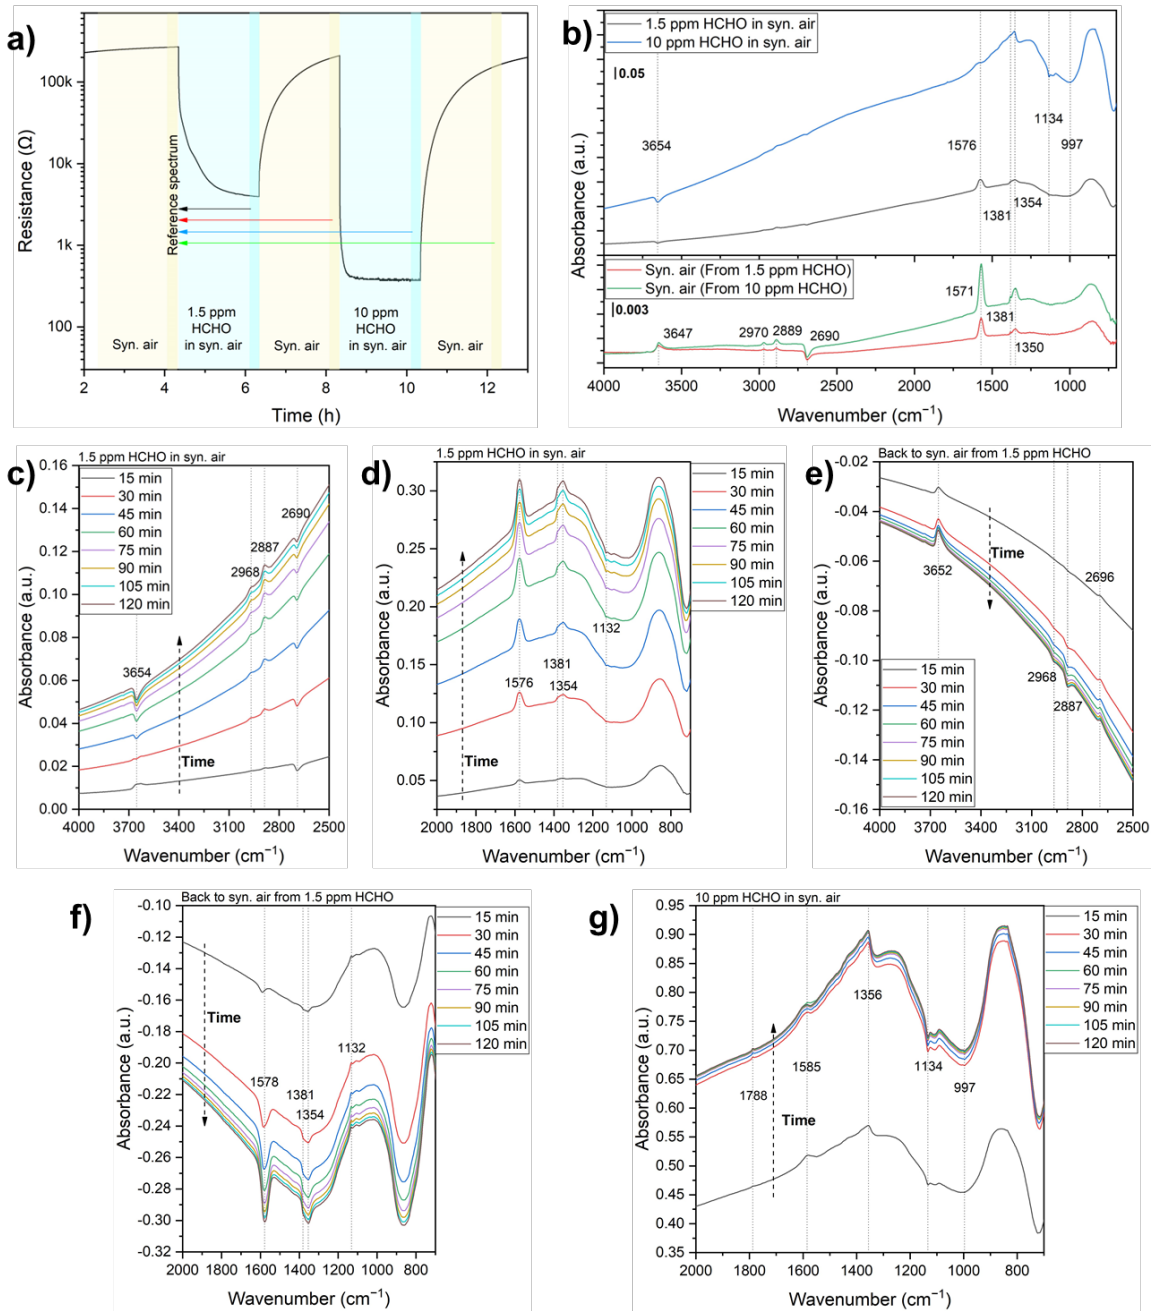 a)
Resistance (Ω)
100k
10k
1k
100
Reference spectrum
Syn. air
1.5 ppm
HCHO
in syn. air
Syn. air
10 ppm
HCHO
in syn. air
Syn. air
2 4 6 8 10 12
Time (h)
b)
1.5 ppm HCHO in syn. air
10 ppm HCHO in syn. air
0.05
3654
1576
1381
1354
1134
997
Absorbance (a.u.)
Syn. air (From 1.5 ppm HCHO)
Syn. air (From 10 ppm HCHO)
0.003
3647
2970
2889
2690
1571
1381
1350
4000 3500 3000 2500 2000 1500 1000
Wavenumber (cm⁻¹)
c)
1.5 ppm HCHO in syn. air
0.16
0.14
0.12
0.10
0.08
0.06
0.04
0.02
0.00
Absorbance (a.u.)
15 min
30 min
45 min
60 min
75 min
90 min
105 min
120 min
2690
2887
2968
3654
Time
4000 3700 3400 3100 2800 2500
Wavenumber (cm⁻¹)
d)
1.5 ppm HCHO in syn. air
0.30
0.25
0.20
0.15
0.10
0.05
Absorbance (a.u.)
15 min
30 min
45 min
60 min
75 min
90 min
105 min
120 min
1132
1381
1576
1354
Time
2000 1800 1600 1400 1200 1000 800
Wavenumber (cm⁻¹)
e)
Back to syn. air from 1.5 ppm HCHO
-0.02
-0.04
-0.06
-0.08
-0.10
-0.12
-0.14
-0.16
Absorbance (a.u.)
Time
3652
2696
2968
2887
15 min
30 min
45 min
60 min
75 min
90 min
105 min
120 min
4000 3700 3400 3100 2800 2500
Wavenumber (cm⁻¹)
f)
Back to syn. air from 1.5 ppm HCHO
-0.10
-0.12
-0.14
-0.16
-0.18
-0.20
-0.22
-0.24
-0.26
-0.28
-0.30
-0.32
Absorbance (a.u.)
15 min
30 min
45 min
60 min
75 min
90 min
105 min
120 min
Time
1132
1578
1381
1354
2000 1800 1600 1400 1200 1000 800
Wavenumber (cm⁻¹)
g)
10 ppm HCHO in syn. air
0.95
0.90
0.85
0.80
0.75
0.70
0.65
0.60
0.55
0.50
0.45
0.40
0.35
Absorbance (a.u.)
15 min
30 min
45 min
60 min
75 min
90 min
105 min
120 min
1356
1585
1134
997
1788
Time
2000 1800 1600 1400 1200 1000 800
Wavenumber (cm⁻¹)